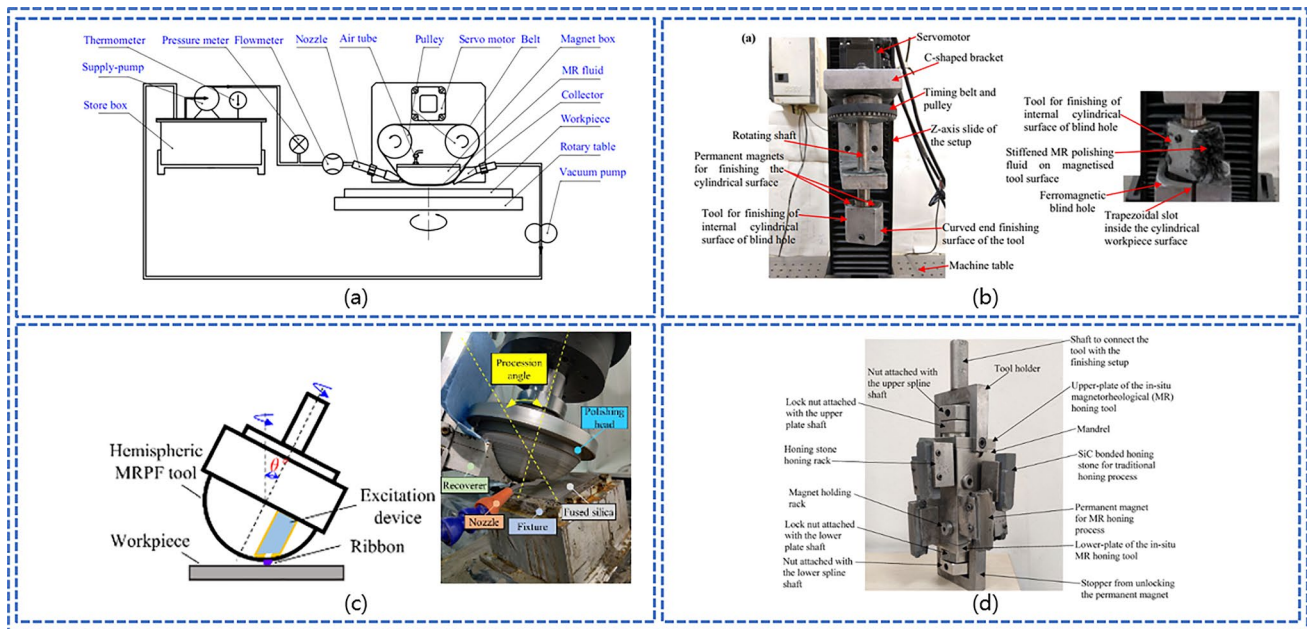 Thermometer
Pressure meter
Flowmeter
Nozzle
Air tube
Pulley
Servo motor
Belt
Magnet box
Supply-pump
MR fluid
Store box
Collector
Workpiece
Rotary table
Vacuum pump
(a)
(a)
Servomotor
C-shaped bracket
Timing belt and
pulley
Rotating shaft
Z-axis slide of
the setup
Permanent magnets
for finishing the
cylindrical surface
Tool for finishing of
internal cylindrical
surface of blind hole
Curved end finishing
surface of the tool
Machine table
Tool for finishing of
internal cylindrical
surface of blind hole
Stiffened MR polishing
fluid on magnetised
tool surface
Ferromagnetic
blind hole
Trapezoidal slot
inside the cylindrical
workpiece surface
(b)
θ
Hemispheric
MRPF tool
Excitation
device
Workpiece
Ribbon
Procession
angle
Polishing
head
Recoverer
Nozzle
Fixture
Fused silica
(c)
Shaft to connect the
tool with the
finishing setup
Nut attached with
the upper spline
shaft
Tool holder
Lock nut attached
with the upper
plate shaft
Upper-plate of the in-situ
magnetorheological (MR)
honing tool
Mandrel
Honing stone
honing rack
SiC bonded honing
stone for traditional
honing process
Magnet holding
rack
Permanent magnet
for MR honing
process
Lock nut attached
with the lower
plate shaft
Lower-plate of the in-situ
MR honing tool
Nut attached with
the lower spline
shaft
Stopper from unlocking
the permanent magnet
(d)